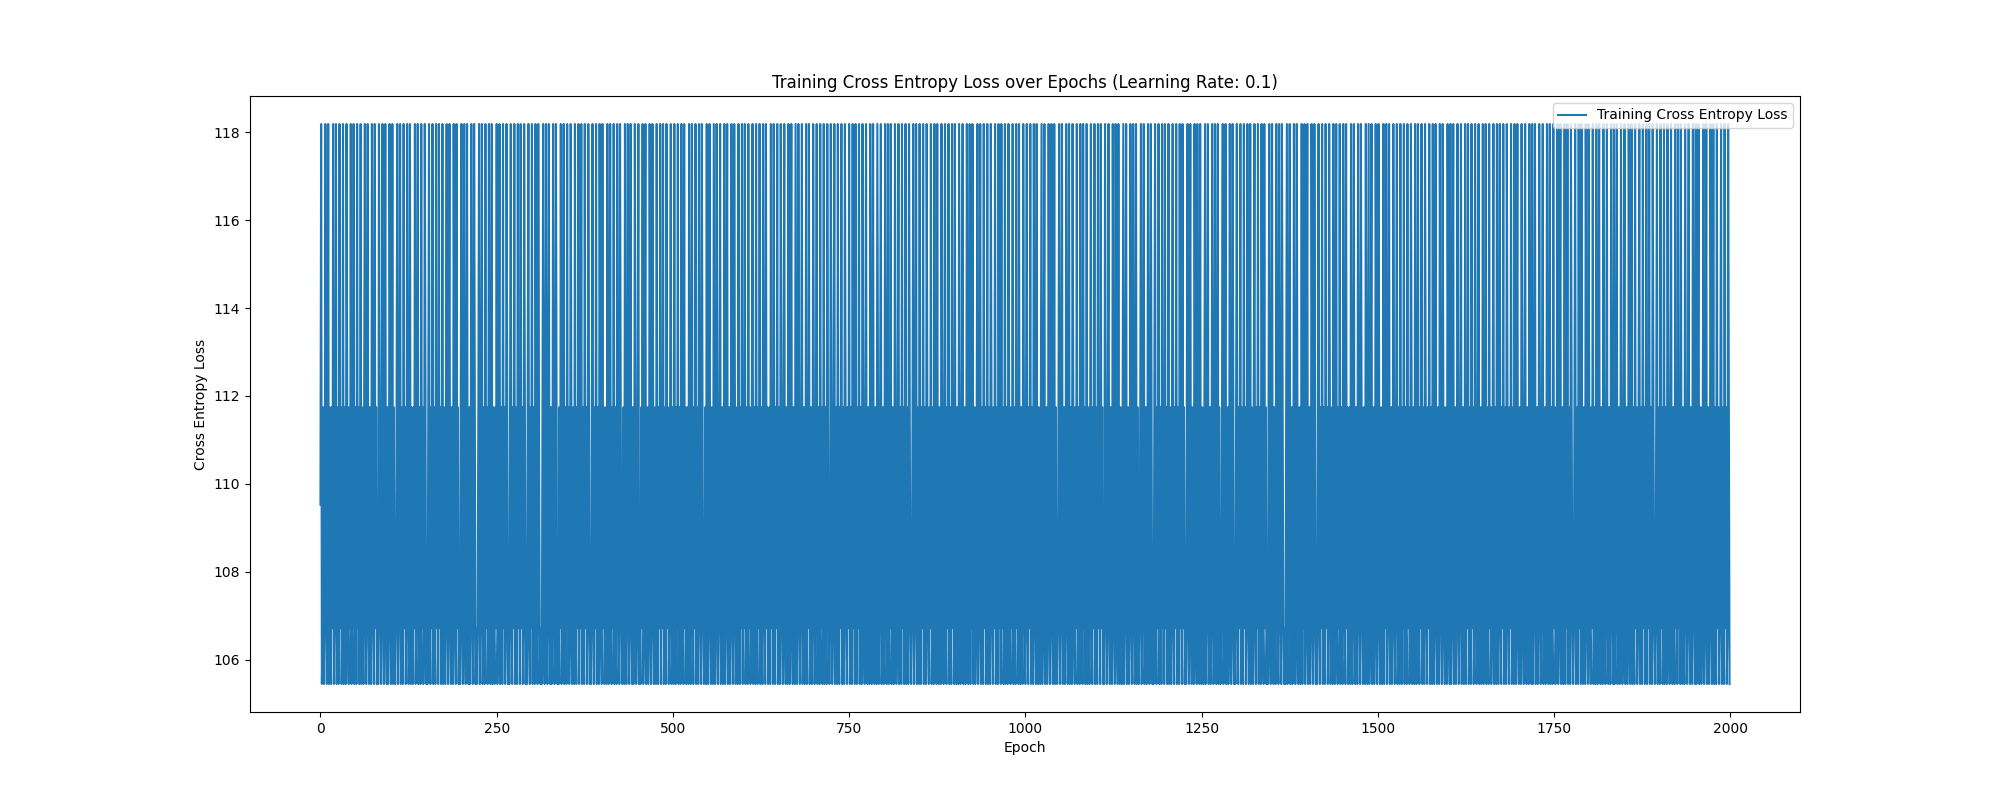 Training Cross Entropy Loss over Epochs (Learning Rate: 0.1)
Training Cross Entropy Loss
118
116
114
112
110
108
106
Cross Entropy Loss
0 250 500 750 1000 1250 1500 1750 2000
Epoch